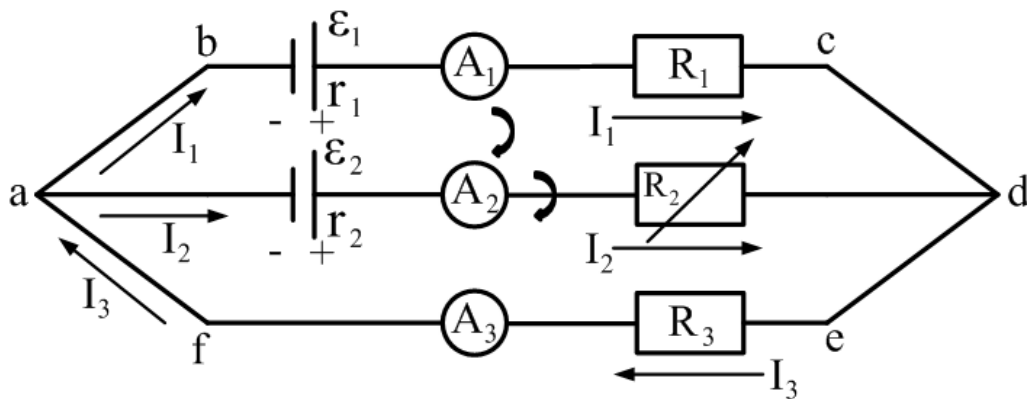 b ε₁ A₁ R₁ c
r₁
- +
I₁ I₁
ε₂
a A₂ R₂ d
r₂
I₂ - + I₂
I₃
A₃ R₃
f e
I₃